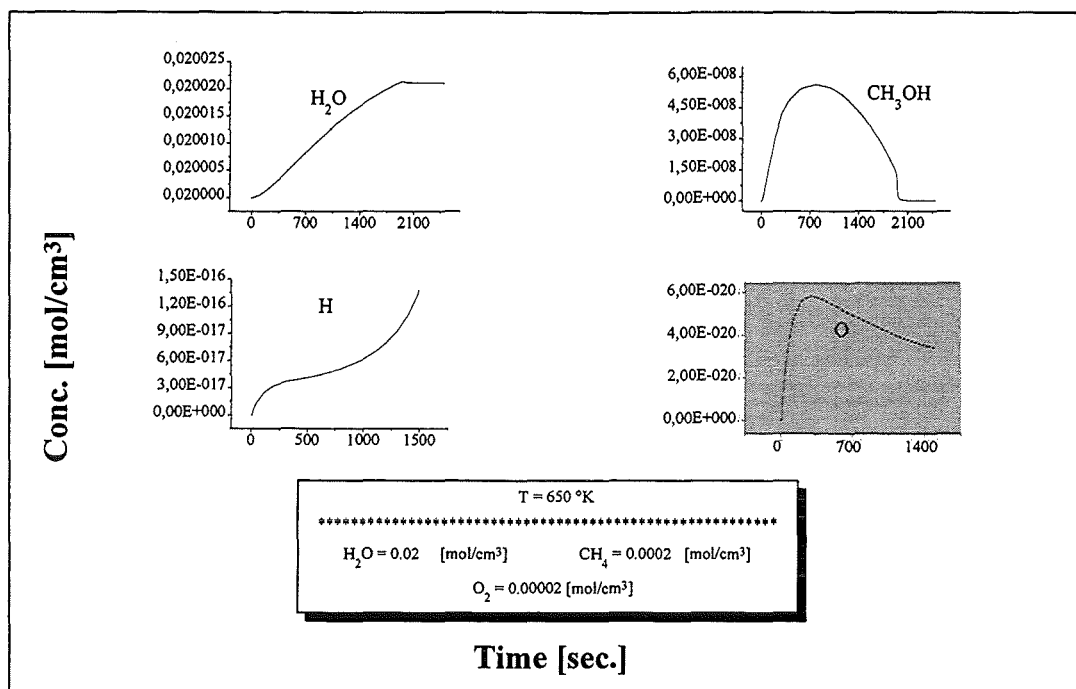 Conc. [mol/cm³]
0,020025
0,020020
0,020015
0,020010
0,020005
0,020000
H₂O
0 700 1400 2100
6,00E-008
4,50E-008
3,00E-008
1,50E-008
0,00E+000
CH₃OH
0 700 1400 2100
1,50E-016
1,20E-016
9,00E-017
6,00E-017
3,00E-017
0,00E+000
H
0 500 1000 1500
6,00E-020
4,00E-020
2,00E-020
0,00E+000
O
0 700 1400
T = 650 °K
*********************************************************
H₂O = 0.02 [mol/cm³] CH₄ = 0.0002 [mol/cm³]
O₂ = 0.00002 [mol/cm³]
Time [sec.]